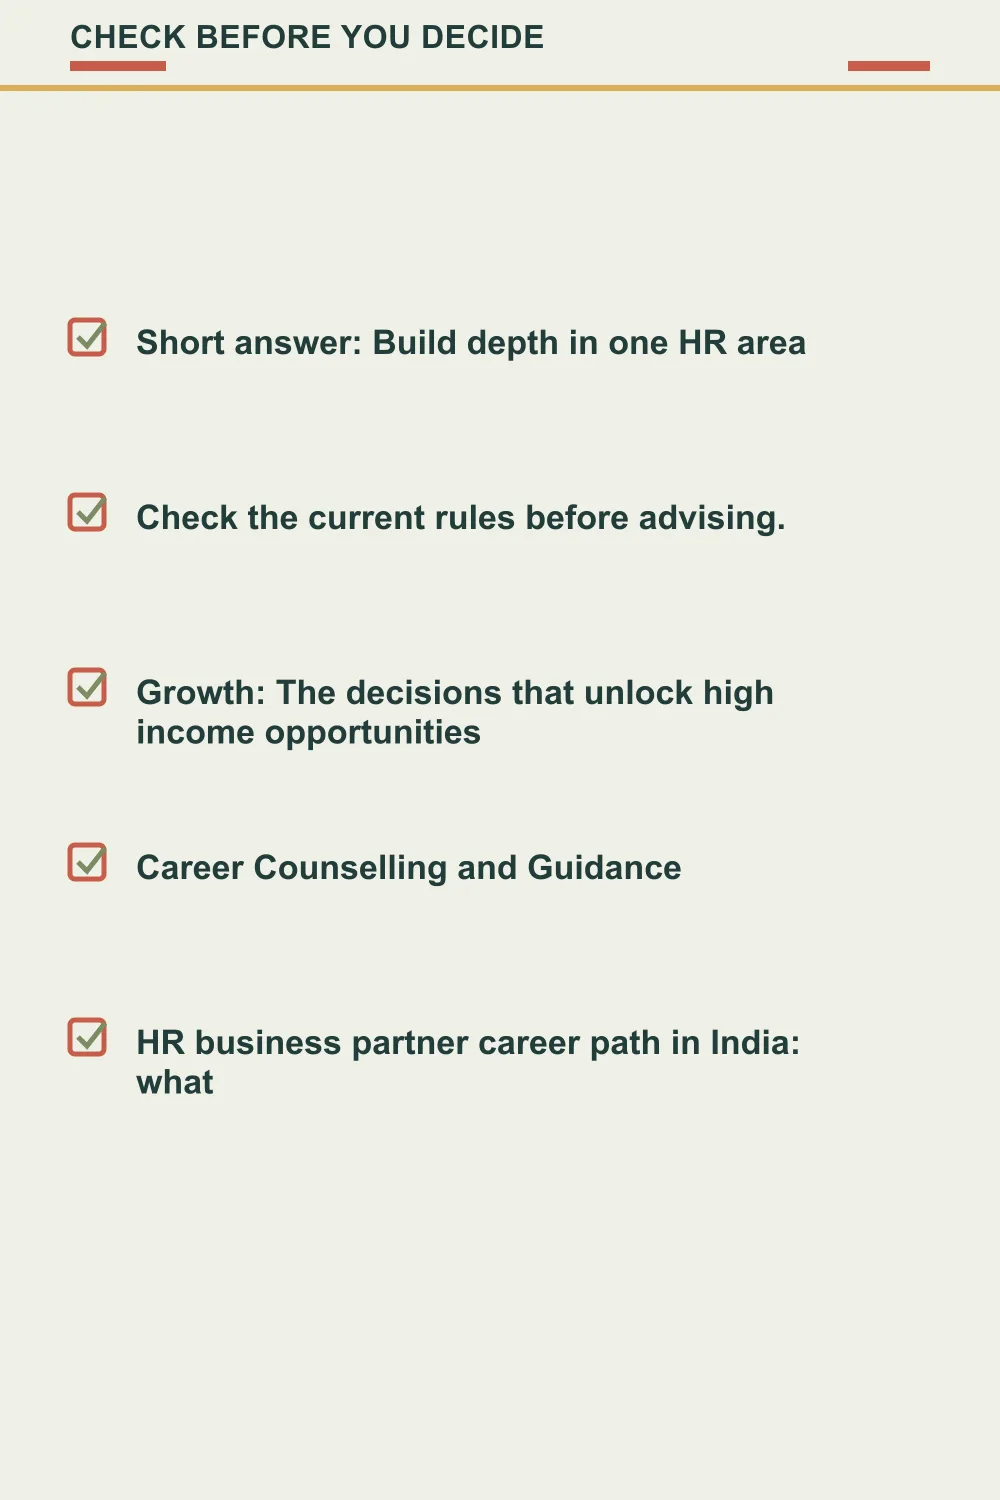 CHECK BEFORE YOU DECIDE
Short answer: Build depth in one HR area
Check the current rules before advising.
Growth: The decisions that unlock high
income opportunities
Career Counselling and Guidance
HR business partner career path in India:
what